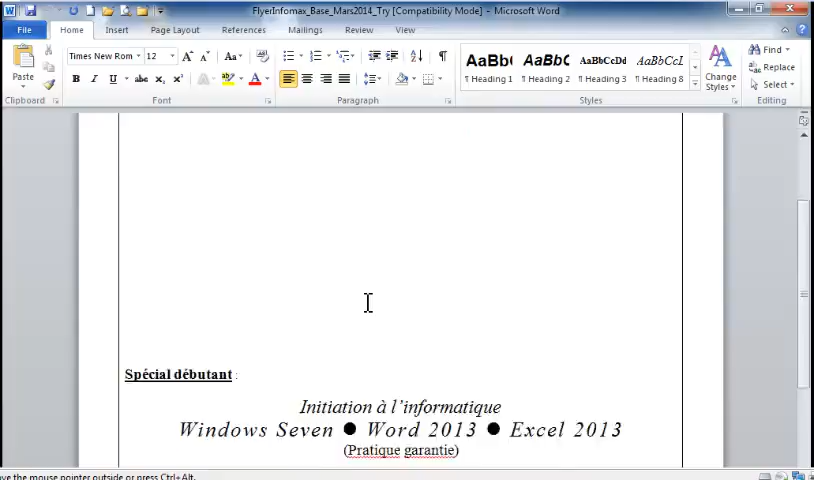 FlyerInfomax_Base_Mars2014_Try [Compatibility Mode] - Microsoft Word
File Home Insert Page Layout References Mailings Review View
Paste
Times New Rom 12
AaBb( AaBbC AaBbCcDd AaBbCcL
¶ Heading 1 ¶ Heading 2 ¶ Heading 3 ¶ Heading 8
Change Styles
Find
Replace
Select
Clipboard Font Paragraph Styles Editing
Spécial débutant :
Initiation à l’informatique
Windows Seven ● Word 2013 ● Excel 2013
(Pratique garantie)
the mouse pointer outside or press Ctrl+Alt.